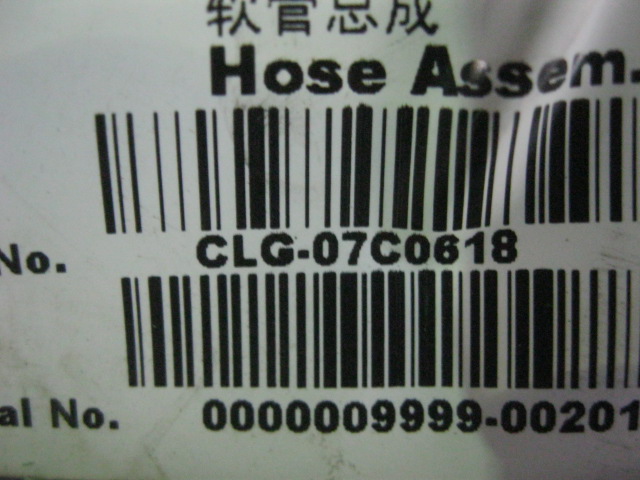 软管总成
Hose Assem.
No. CLG-07C0618
al No. 0000009999-00201